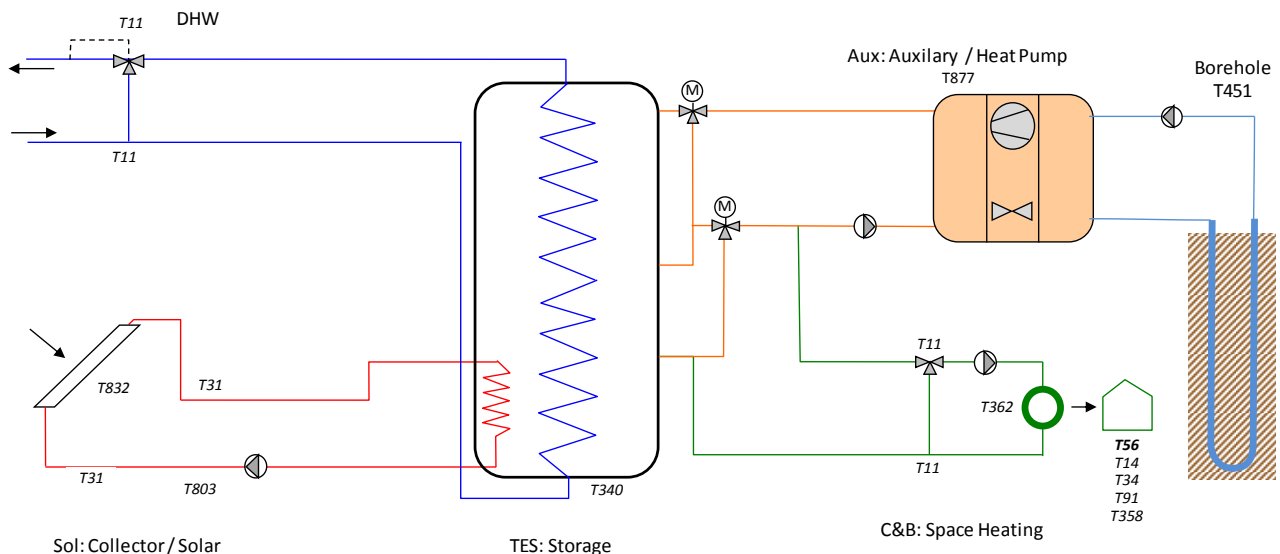 T11
DHW
T11
Aux: Auxilary / Heat Pump
T877
Borehole
T451
M
M
T832
T31
T31
T803
T340
T11
T362
T11
T56
T14
T34
T91
T358
Sol: Collector / Solar
TES: Storage
C&B: Space Heating